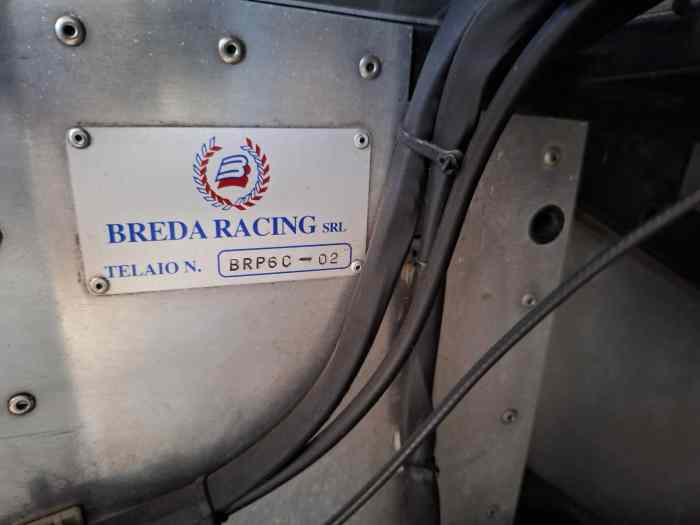 B
BREDA RACING SRL
TELAIO N. BRP6C-02